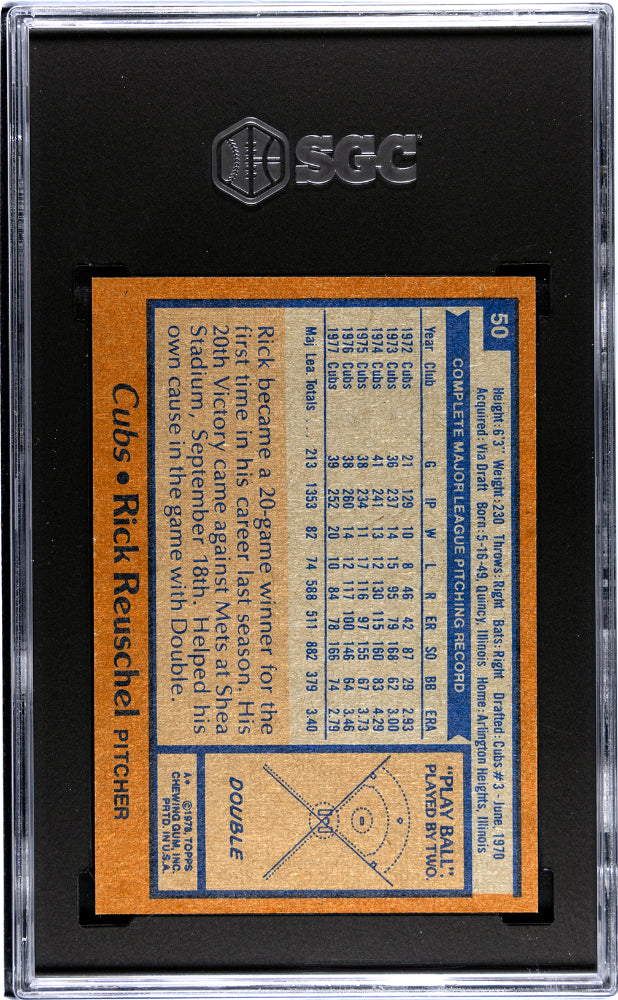 SGC
50
Height: 6'3" Weight: 230 Throws: Right Bats: Right Drafted: Cubs #3 - June, 1970
Acquired: Via Draft Born: 5-16-49, Quincy, Illinois Home: Arlington Heights, Illinois
COMPLETE MAJOR LEAGUE PITCHING RECORD
Year Club G IP W L R ER SO BB ERA
1972 Cubs 21 129 10 8 46 42 87 29 2.93
1973 Cubs 36 237 14 15 95 79 168 62 3.00
1974 Cubs 41 241 13 12 130 115 160 83 4.29
1975 Cubs 38 234 11 17 116 97 155 67 3.73
1976 Cubs 38 260 14 12 117 100 146 64 3.46
1977 Cubs 39 252 20 10 84 78 166 74 2.79
Maj. Lea. Totals . . . 213 1353 82 74 588 511 882 379 3.40
Rick became a 20-game winner for the
first time in his career last season. His
20th Victory came against Mets at Shea
Stadium, September 18th. Helped his
own cause in the game with Double.
"PLAY BALL":
PLAYED BY TWO.
DOUBLE
A* ©1978, TOPPS
CHEWING GUM, INC.
PRTD. IN U.S.A.
Cubs • Rick Reuschel PITCHER